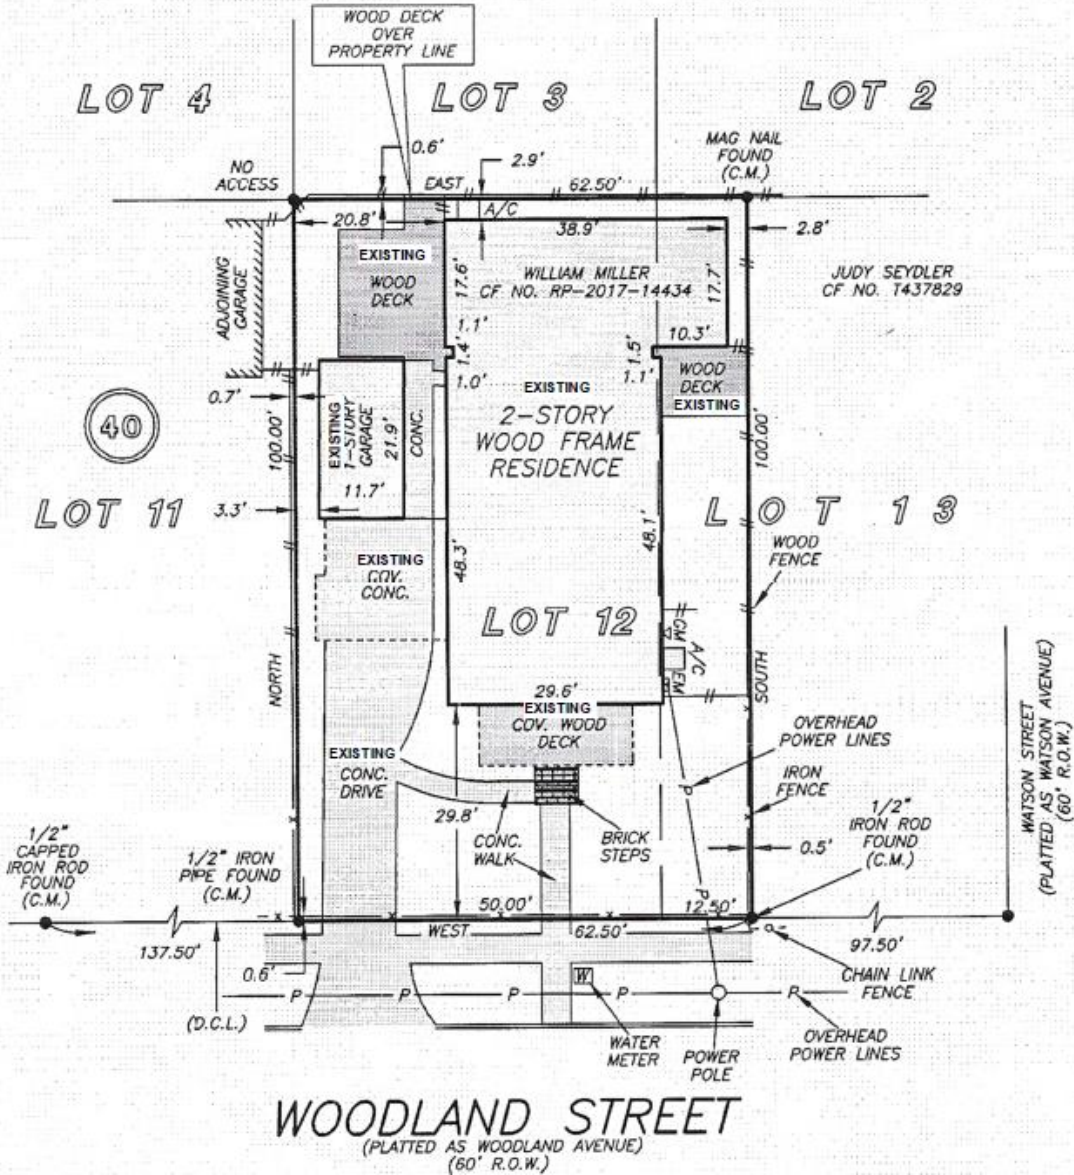 WOOD DECK
OVER
PROPERTY LINE
LOT 4
LOT 3
LOT 2
NO
ACCESS
0.6'
2.9'
MAG NAIL
FOUND
(C.M.)
EAST
62.50'
20.8'
A/C
38.9'
2.8'
ADJOINING
GARAGE
EXISTING
WOOD
DECK
17.6'
WILLIAM MILLER
CF NO. RP-2017-14434
17.7'
JUDY SEYDLER
CF NO. T437829
1.1'
1.4'
1.0'
10.3'
1.5'
1.1'
WOOD
DECK
EXISTING
0.7'
40
100.00'
EXISTING
1-STORY
GARAGE
21.9'
11.7'
CONC.
EXISTING
2-STORY
WOOD FRAME
RESIDENCE
100.00'
LOT 11
3.3'
LOT 13
WOOD
FENCE
EXISTING
COV.
CONC.
48.3'
48.1'
LOT 12
GM
A/C
EM
NORTH
SOUTH
29.6'
EXISTING
COV. WOOD
DECK
OVERHEAD
POWER LINES
WATSON STREET
(PLATTED AS WATSON AVENUE)
(60' R.O.W.)
EXISTING
CONC.
DRIVE
P
IRON
FENCE
29.8'
CONC.
WALK
BRICK
STEPS
1/2"
IRON ROD
FOUND
(C.M.)
0.5'
1/2"
CAPPED
IRON ROD
FOUND
(C.M.)
1/2" IRON
PIPE FOUND
(C.M.)
P
50.00'
12.50'
WEST
62.50'
137.50'
97.50'
0.6'
W
CHAIN LINK
FENCE
P P P P P
(D.C.L.)
WATER
METER
POWER
POLE
OVERHEAD
POWER LINES
WOODLAND STREET
(PLATTED AS WOODLAND AVENUE)
(60' R.O.W.)